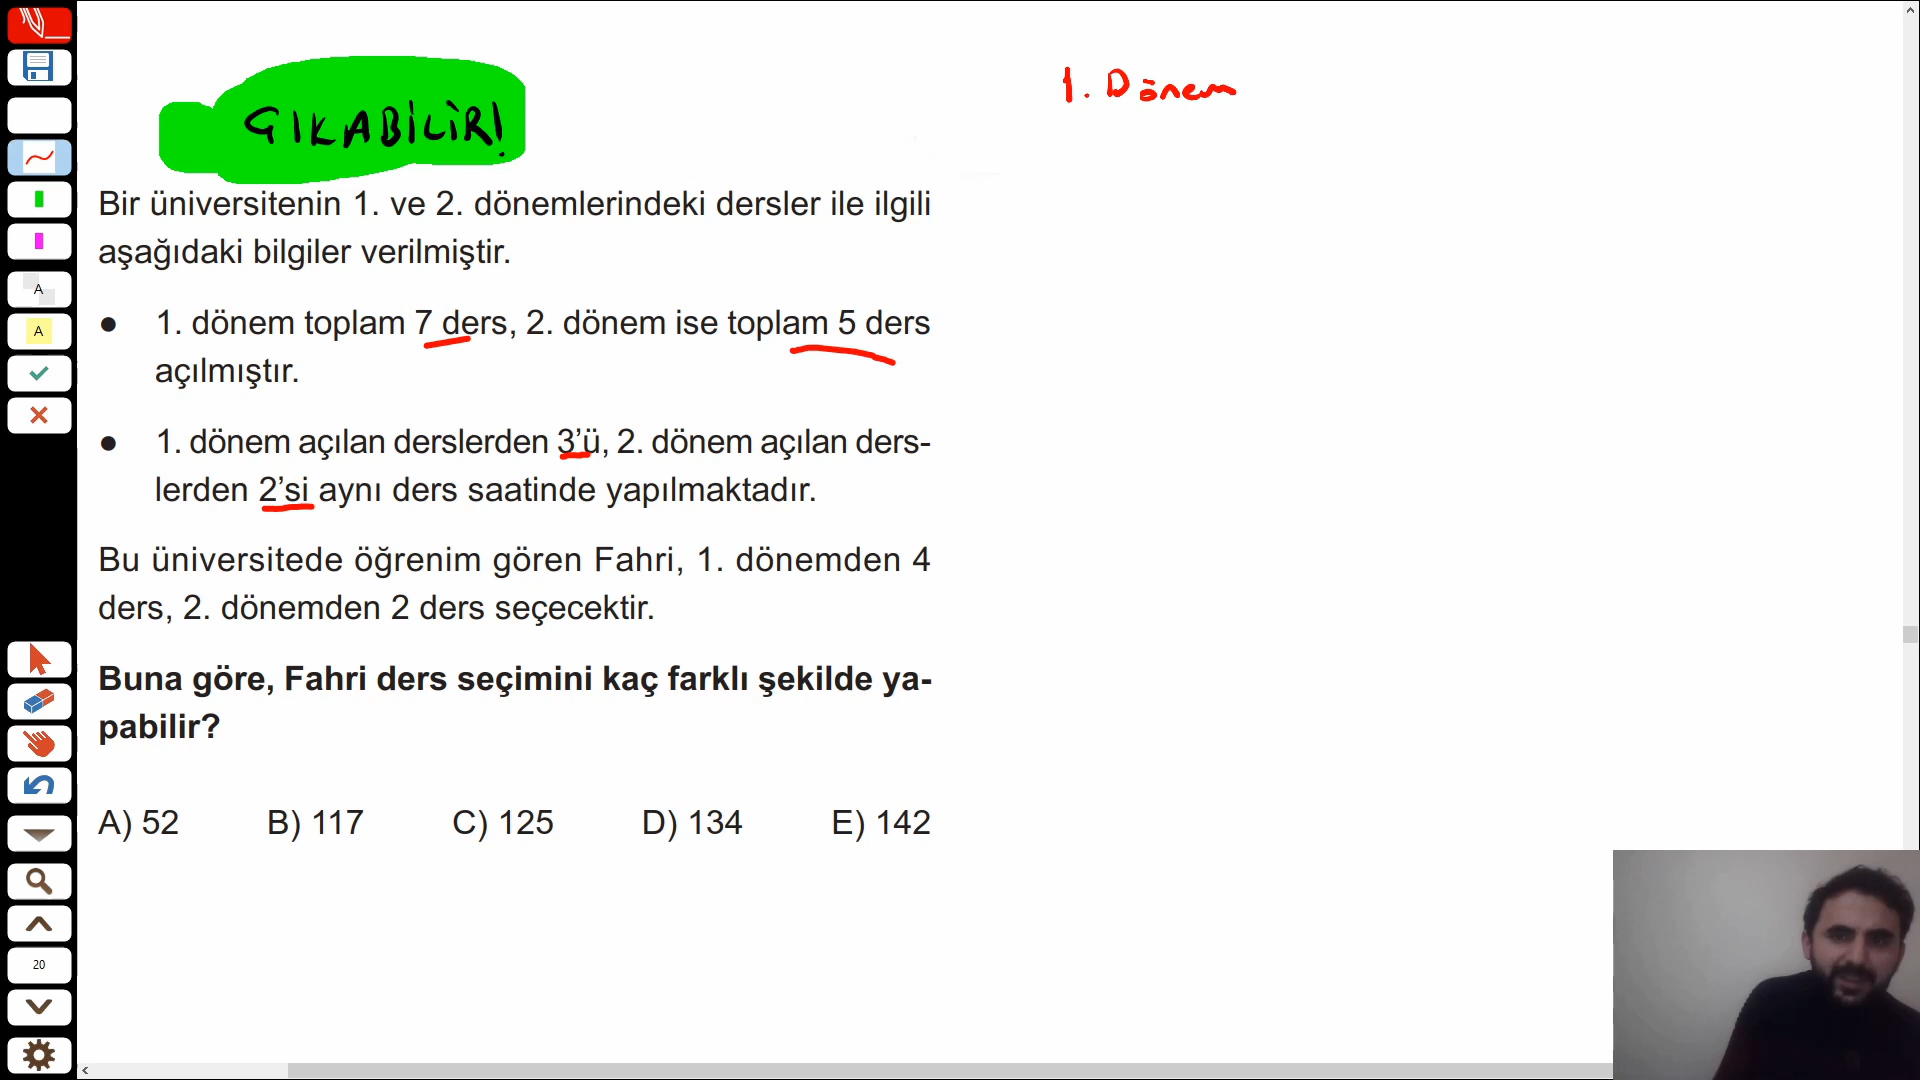 ÇIKABİLİR!
1. Dönem
Bir üniversitenin 1. ve 2. dönemlerindeki dersler ile ilgili
aşağıdaki bilgiler verilmiştir.
● 1. dönem toplam 7 ders, 2. dönem ise toplam 5 ders
açılmıştır.
● 1. dönem açılan derslerden 3’ü, 2. dönem açılan ders-
lerden 2’si aynı ders saatinde yapılmaktadır.
Bu üniversitede öğrenim gören Fahri, 1. dönemden 4
ders, 2. dönemden 2 ders seçecektir.
Buna göre, Fahri ders seçimini kaç farklı şekilde ya-
pabilir?
A) 52 B) 117 C) 125 D) 134 E) 142
A
A
20